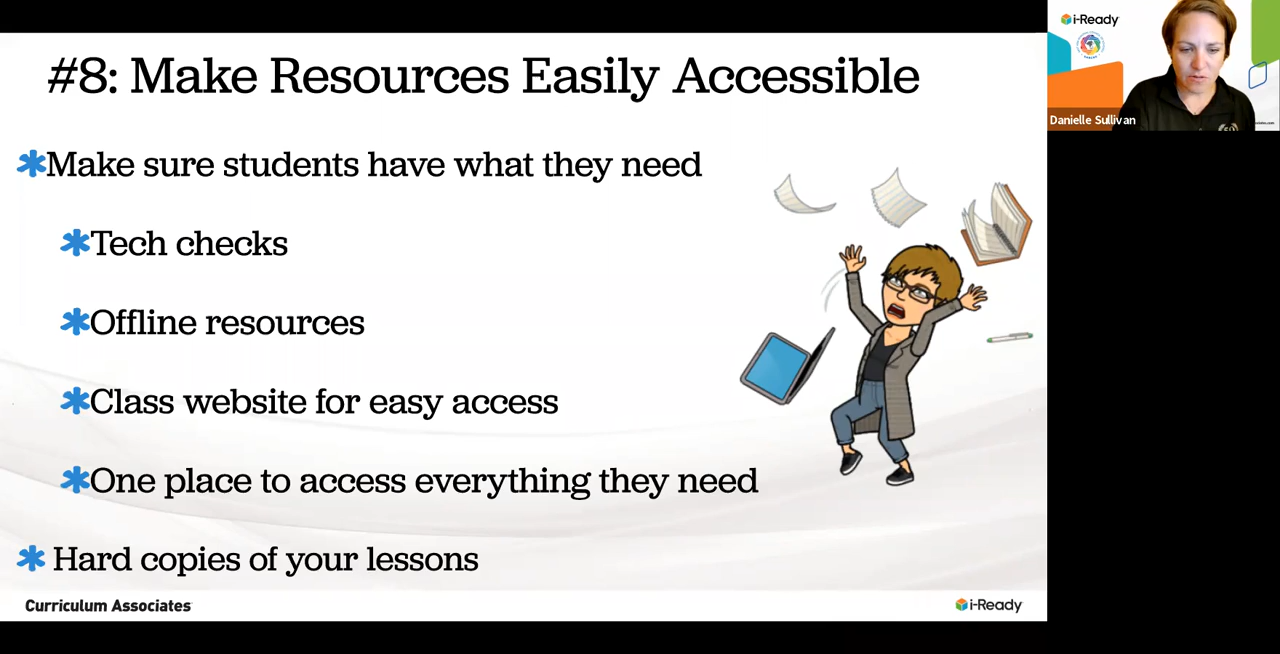 #8: Make Resources Easily Accessible
Make sure students have what they need
Tech checks
Offline resources
Class website for easy access
One place to access everything they need
Hard copies of your lessons
Curriculum Associates
i-Ready
i-Ready
Danielle Sullivan